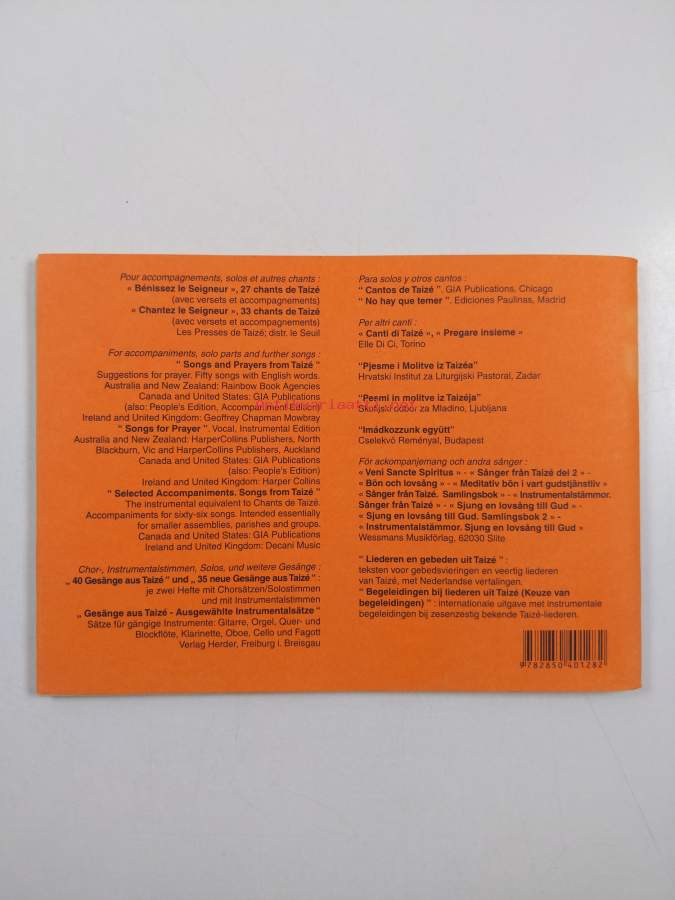 Pour accompagnements, solos et autres chants :
« Bénissez le Seigneur », 27 chants de Taizé
(avec versets et accompagnements)
« Chantez le Seigneur », 33 chants de Taizé
(avec versets et accompagnements)
Les Presses de Taizé; distr. le Seuil
For accompaniments, solo parts and further songs :
“ Songs and Prayers from Taizé “
Suggestions for prayer. Fifty songs with English words.
Australia and New Zealand: Rainbow Book Agencies
Canada and United States: GIA Publications
(also: People's Edition, Accompaniment Edition)
Ireland and United Kingdom: Geoffrey Chapman Mowbray
“ Songs for Prayer “. Vocal, Instrumental Edition
Australia and New Zealand: HarperCollins Publishers, North
Blackburn, Vic and HarperCollins Publishers, Auckland
Canada and United States: GIA Publications
(also: People's Edition)
Ireland and United Kingdom: Harper Collins
“ Selected Accompaniments. Songs from Taizé “
The instrumental equivalent to Chants de Taizé.
Accompaniments for sixty-six songs. Intended essentially
for smaller assemblies, parishes and groups.
Canada and United States: GIA Publications
Ireland and United Kingdom: Decani Music
Chor-, Instrumentalstimmen, Solos, und weitere Gesänge :
„ 40 Gesänge aus Taizé “ und „ 35 neue Gesänge aus Taizé “ :
je zwei Hefte mit Chorsätzen/Solostimmen
und mit Instrumentalstimmen
„ Gesänge aus Taizé - Ausgewählte Instrumentalsätze “
Sätze für gängige Instrumente: Gitarre, Orgel, Quer- und
Blockflöte, Klarinette, Oboe, Cello und Fagott
Verlag Herder, Freiburg i. Breisgau
Para solos y otros cantos :
“ Cantos de Taizé ”. GIA Publications, Chicago
“ No hay que temer ”. Ediciones Paulinas, Madrid
Per altri canti :
« Canti di Taizé », « Pregare insieme »
Elle Di Ci, Torino
“Pjesme i Molitve iz Taizéa”
Hrvatski Institut za Liturgijski Pastoral, Zadar
“Pesmi in molitve iz Taizéja”
Škofijski odbor za Mladino, Ljubljana
“Imádkozzunk együtt”
Cselekvö Reményal, Budapest
För ackompanjemang och andra sånger :
« Veni Sancte Spiritus » - « Sånger från Taizé del 2 » -
« Bön och lovsång » - « Meditativ bön i vart gudstjänstliv »
« Sånger från Taizé. Samlingsbok » - « Instrumentalstämmor.
Sånger från Taizé » - « Sjung en lovsång till Gud » -
« Sjung en lovsång till Gud. Samlingsbok 2 » -
« Instrumentalstämmor. Sjung en lovsång till Gud »
Wessmans Musikförlag, 62030 Slite
“ Liederen en gebeden uit Taizé ” :
teksten voor gebedsvieringen en veertig liederen
van Taizé, met Nederlandse vertalingen.
“ Begeleidingen bij liederen uit Taizé (Keuze van
begeleidingen) ” : internationale uitgave met instrumentale
begeleidingen bij zesenzestig bekende Taizé-liederen.
9 782850 401282